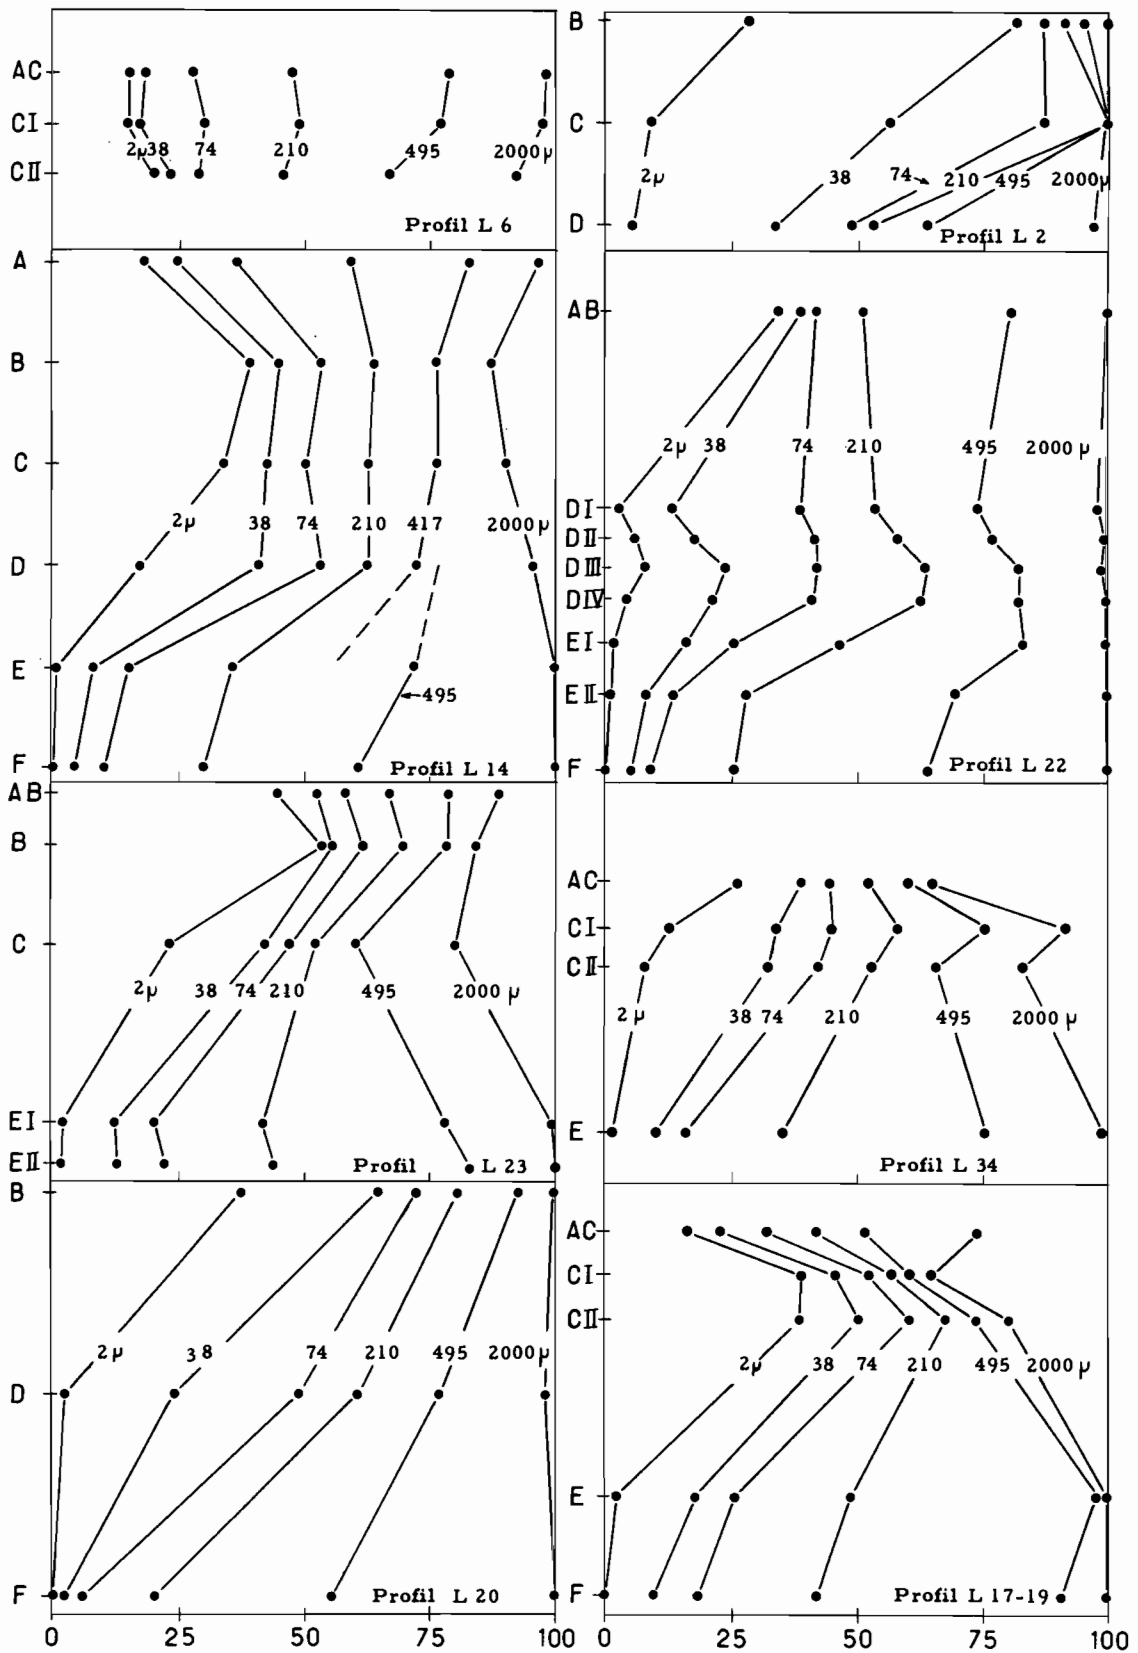 AC
CI
2μ 38 74 210 495 2000 μ
CII
Profil L 6
B
C
2μ 38 74 210 495 2000μ
D
Profil L 2
A
B
C
2μ 38 74 210 417 2000 μ
D
E
495
F
Profil L 14
AB
2μ 38 74 210 495 2000 μ
DI
DII
DIII
DIV
EI
EII
F
Profil L 22
AB
B
C
2μ 38 74 210 495 2000 μ
EI
EII
Profil L 23
AC
CI
CII
2 μ 38 74 210 495 2000 μ
E
Profil L 34
B
2μ 38 74 210 495 2000μ
D
F
Profil L 20
0 25 50 75 100
AC
CI
CII
2μ 38 74 210 495 2000 μ
E
F
Profil L 17-19
0 25 50 75 100